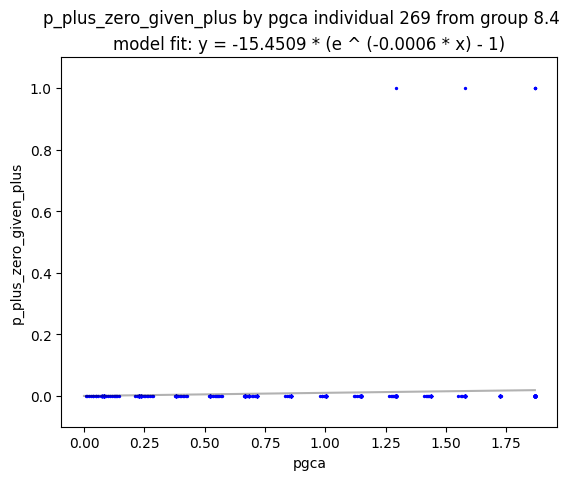 p_plus_zero_given_plus by pgca individual 269 from group 8.4
model fit: y = -15.4509 * (e ^ (-0.0006 * x) - 1)
1.0
0.8
0.6
0.4
0.2
0.0
p_plus_zero_given_plus
0.00 0.25 0.50 0.75 1.00 1.25 1.50 1.75
pgca